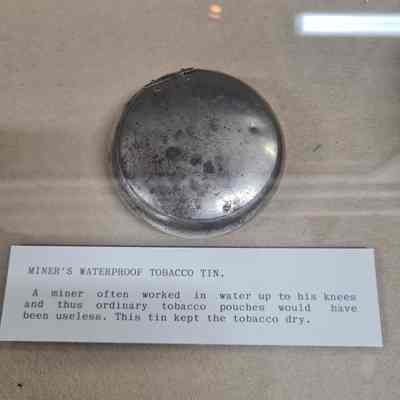 MINER'S WATERPROOF TOBACCO TIN.
A miner often worked in water up to his knees
and thus ordinary tobacco pouches would have
been useless. This tin kept the tobacco dry.